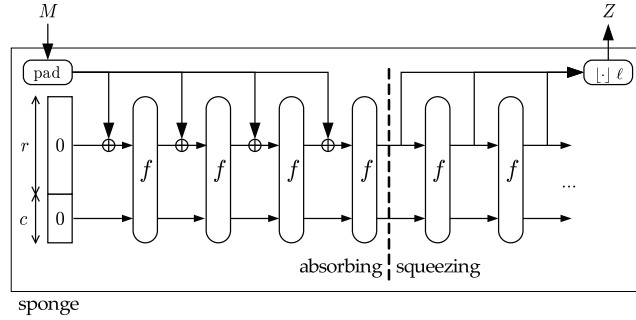 M Z
pad ⌊·⌋ ℓ
r 0
f f f f f f
...
c 0
absorbing squeezing
sponge